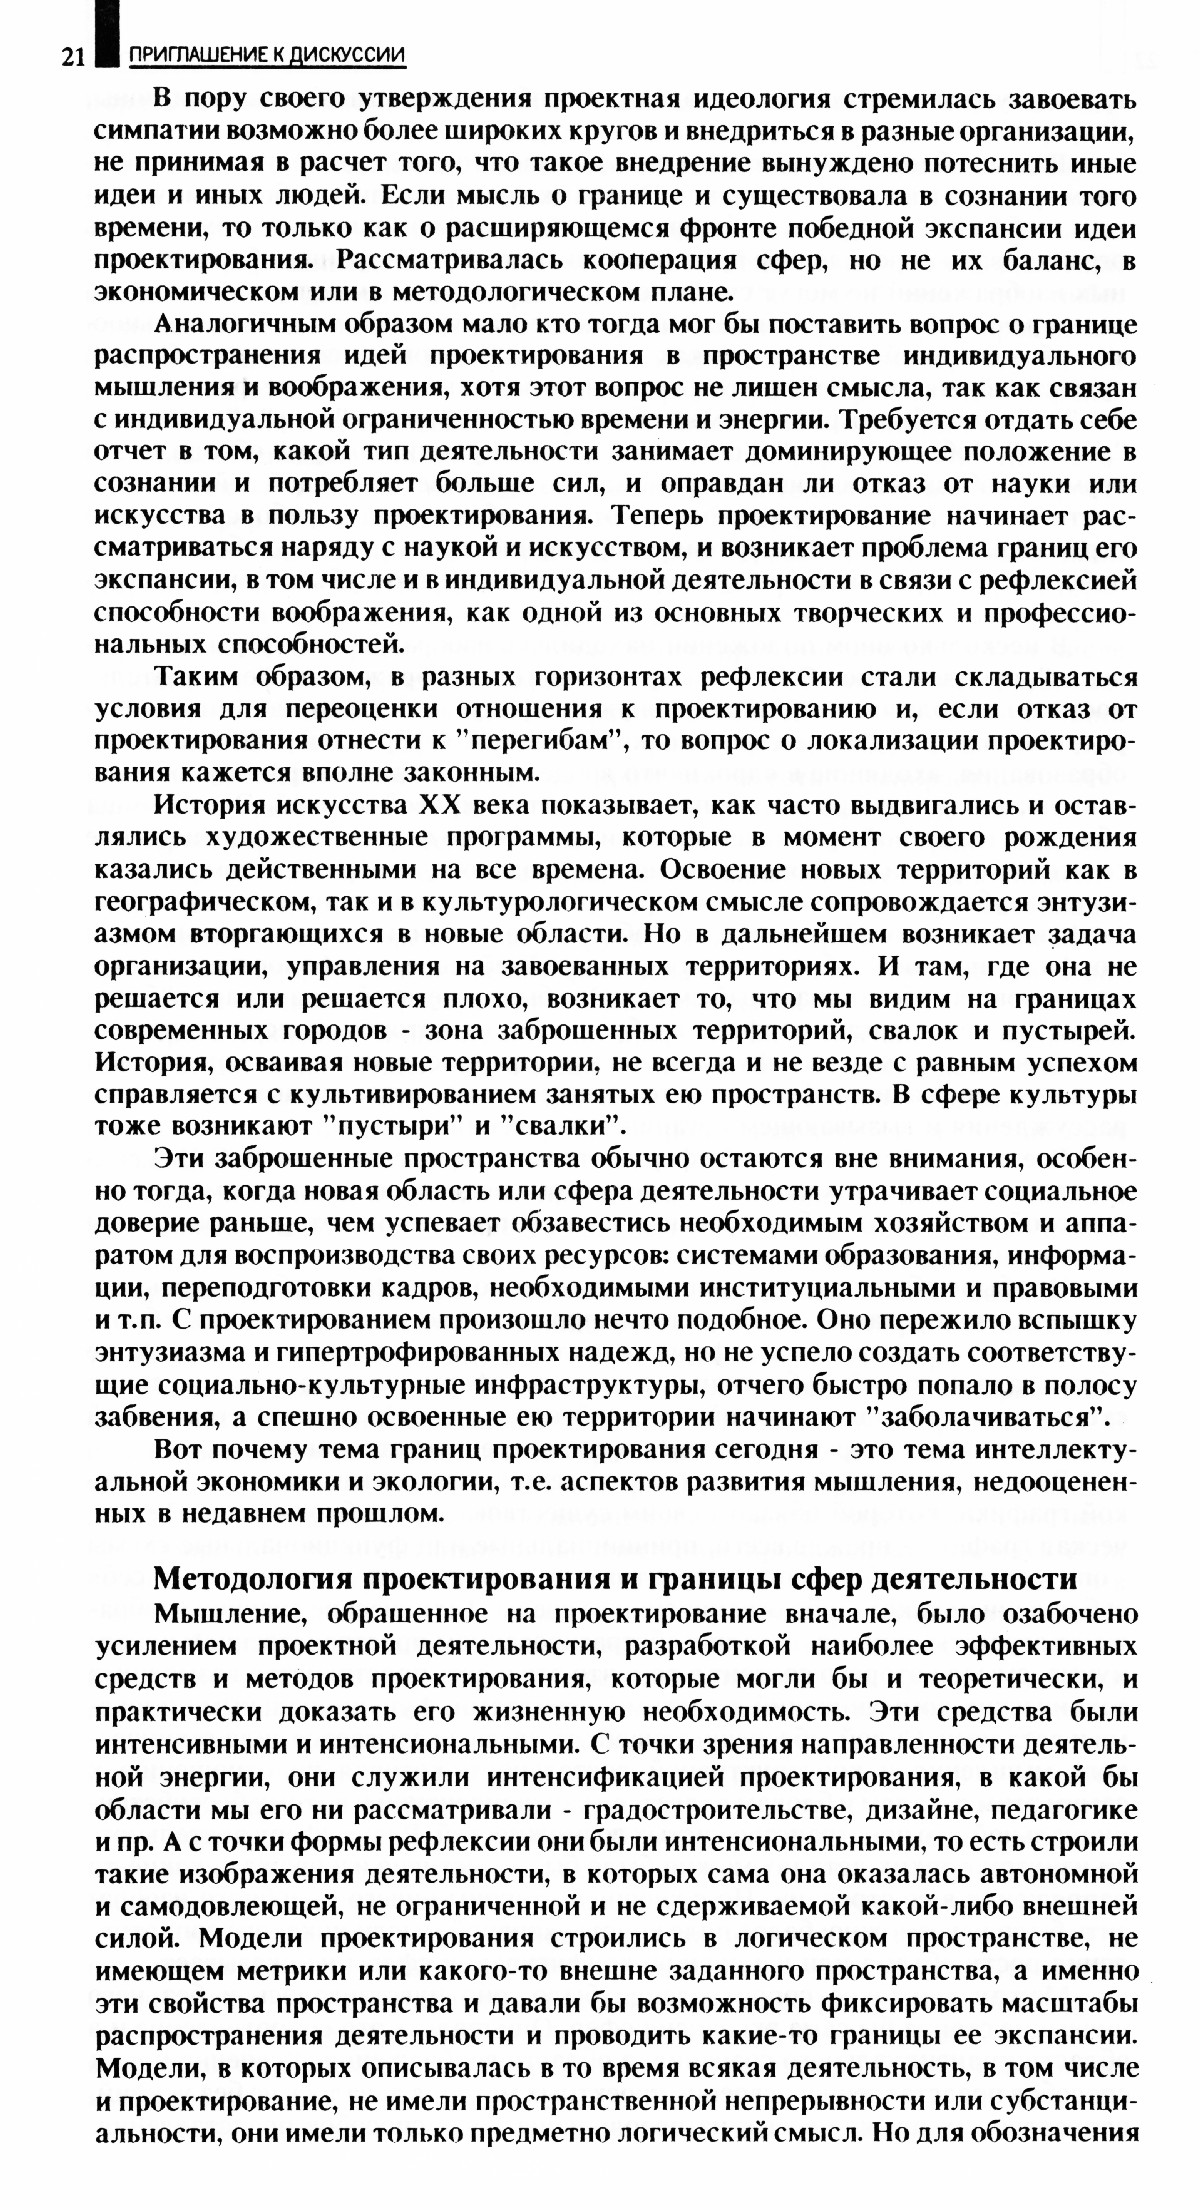 21 ПРИГЛАШЕНИЕ К ДИСКУССИИ
В пору своего утверждения проектная идеология стремилась завоевать
симпатии возможно более широких кругов и внедриться в разные организации,
не принимая в расчет того, что такое внедрение вынуждено потеснить иные
идеи и иных людей. Если мысль о границе и существовала в сознании того
времени, то только как о расширяющемся фронте победной экспансии идеи
проектирования. Рассматривалась кооперация сфер, но не их баланс, в
экономическом или в методологическом плане.
Аналогичным образом мало кто тогда мог бы поставить вопрос о границе
распространения идей проектирования в пространстве индивидуального
мышления и воображения, хотя этот вопрос не лишен смысла, так как связан
с индивидуальной ограниченностью времени и энергии. Требуется отдать себе
отчет в том, какой тип деятельности занимает доминирующее положение в
сознании и потребляет больше сил, и оправдан ли отказ от науки или
искусства в пользу проектирования. Теперь проектирование начинает рас-
сматриваться наряду с наукой и искусством, и возникает проблема границ его
экспансии, в том числе и в индивидуальной деятельности в связи с рефлексией
способности воображения, как одной из основных творческих и профессио-
нальных способностей.
Таким образом, в разных горизонтах рефлексии стали складываться
условия для переоценки отношения к проектированию и, если отказ от
проектирования отнести к "перегибам", то вопрос о локализации проектиро-
вания кажется вполне законным.
История искусства XX века показывает, как часто выдвигались и остав-
лялись художественные программы, которые в момент своего рождения
казались действенными на все времена. Освоение новых территорий как в
географическом, так и в культурологическом смысле сопровождается энтузи-
азмом вторгающихся в новые области. Но в дальнейшем возникает задача
организации, управления на завоеванных территориях. И там, где она не
решается или решается плохо, возникает то, что мы видим на границах
современных городов - зона заброшенных территорий, свалок и пустырей.
История, осваивая новые территории, не всегда и не везде с равным успехом
справляется с культивированием занятых ею пространств. В сфере культуры
тоже возникают "пустыри" и "свалки".
Эти заброшенные пространства обычно остаются вне внимания, особен-
но тогда, когда новая область или сфера деятельности утрачивает социальное
доверие раньше, чем успевает обзавестись необходимым хозяйством и аппа-
ратом для воспроизводства своих ресурсов: системами образования, информа-
ции, переподготовки кадров, необходимыми институциальными и правовыми
и т.п. С проектированием произошло нечто подобное. Оно пережило вспышку
энтузиазма и гипертрофированных надежд, но не успело создать соответству-
щие социально-культурные инфраструктуры, отчего быстро попало в полосу
забвения, а спешно освоенные ею территории начинают "заболачиваться".
Вот почему тема границ проектирования сегодня - это тема интеллекту-
альной экономики и экологии, т.е. аспектов развития мышления, недооценен-
ных в недавнем прошлом.
Методология проектирования и границы сфер деятельности
Мышление, обращенное на проектирование вначале, было озабочено
усилением проектной деятельности, разработкой наиболее эффективных
средств и методов проектирования, которые могли бы и теоретически, и
практически доказать его жизненную необходимость. Эти средства были
интенсивными и интенсиональными. С точки зрения направленности деятель-
ной энергии, они служили интенсификацией проектирования, в какой бы
области мы его ни рассматривали - градостроительстве, дизайне, педагогике
и пр. А с точки формы рефлексии они были интенсиональными, то есть строили
такие изображения деятельности, в которых сама она оказалась автономной
и самодовлеющей, не ограниченной и не сдерживаемой какой-либо внешней
силой. Модели проектирования строились в логическом пространстве, не
имеющем метрики или какого-то внешне заданного пространства, а именно
эти свойства пространства и давали бы возможность фиксировать масштабы
распространения деятельности и проводить какие-то границы ее экспансии.
Модели, в которых описывалась в то время всякая деятельность, в том числе
и проектирование, не имели пространственной непрерывности или субстанци-
альности, они имели только предметно логический смысл. Но для обозначения